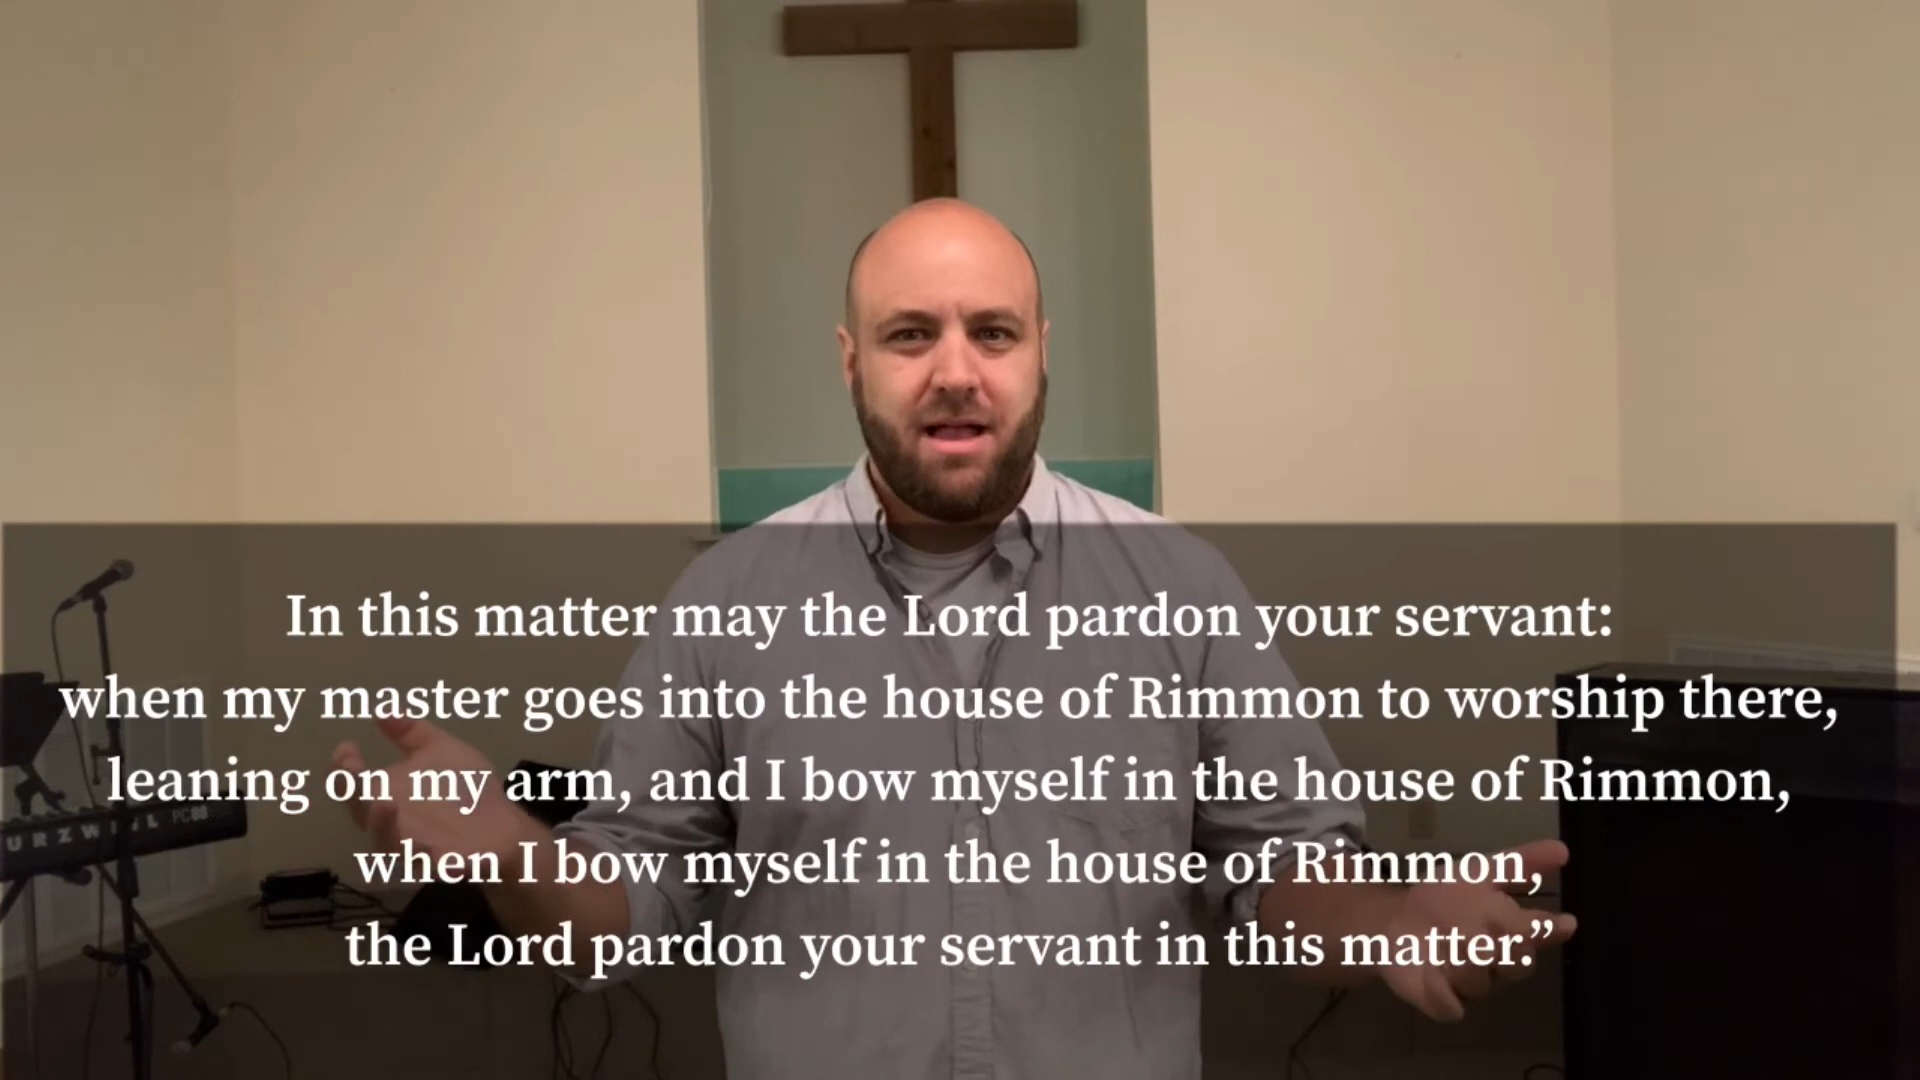 In this matter may the Lord pardon your servant:
when my master goes into the house of Rimmon to worship there,
leaning on my arm, and I bow myself in the house of Rimmon,
when I bow myself in the house of Rimmon,
the Lord pardon your servant in this matter.”
PC88